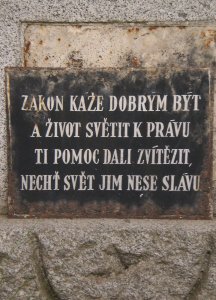 ZÁKON KÁŽE DOBRÝM BÝT
A ŽIVOT SVĚTIT K PRÁVU
TI POMOC DALI ZVÍTĚZIT,
NECHŤ SVĚT JIM NESE SLÁVU